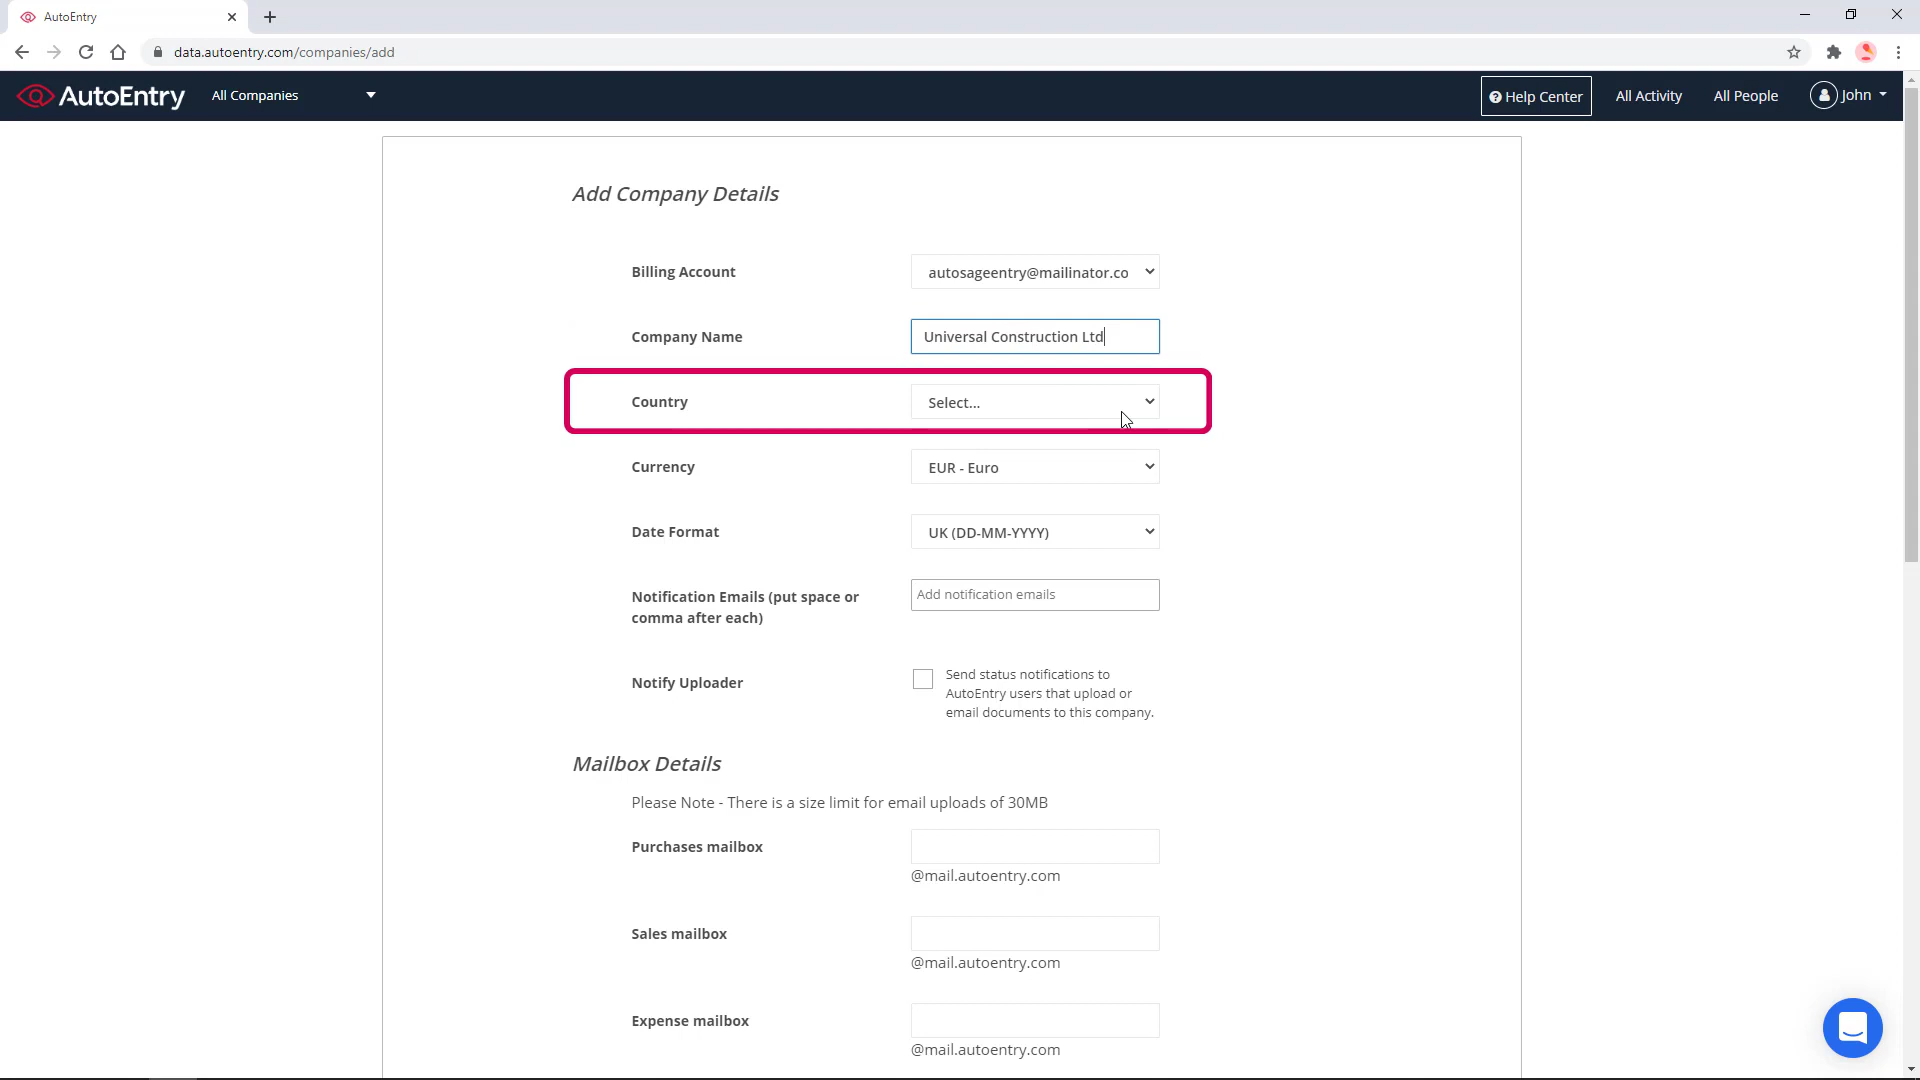 AutoEntry
data.autoentry.com/companies/add
AutoEntry
All Companies
Help Center
All Activity
All People
John
Add Company Details
Billing Account
autosageentry@mailinator.co
Company Name
Universal Construction Ltd
Country
Select...
Currency
EUR - Euro
Date Format
UK (DD-MM-YYYY)
Notification Emails (put space or
comma after each)
Add notification emails
Notify Uploader
Send status notifications to
AutoEntry users that upload or
email documents to this company.
Mailbox Details
Please Note - There is a size limit for email uploads of 30MB
Purchases mailbox
@mail.autoentry.com
Sales mailbox
@mail.autoentry.com
Expense mailbox
@mail.autoentry.com